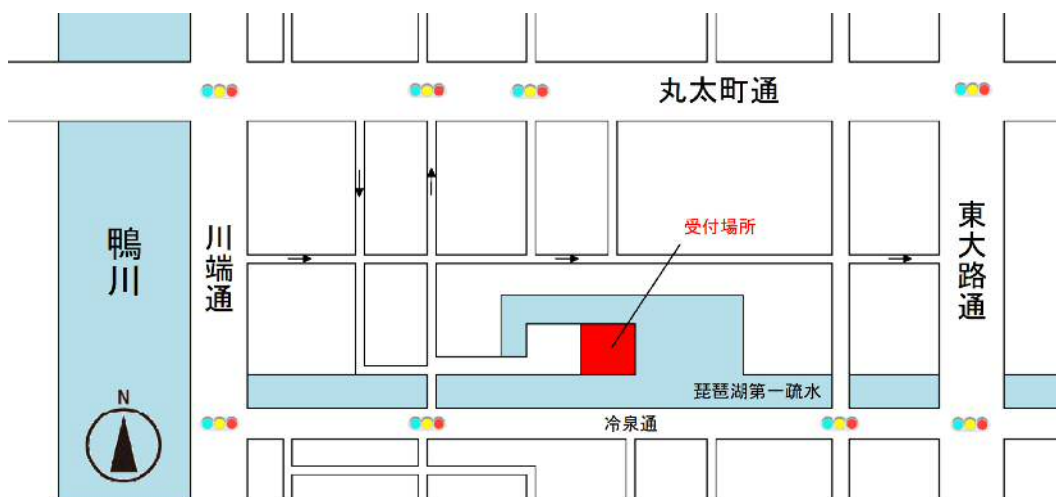 丸太町通
受付場所
鴨川
川端通
東大路通
琵琶湖第一疏水
N
冷泉通